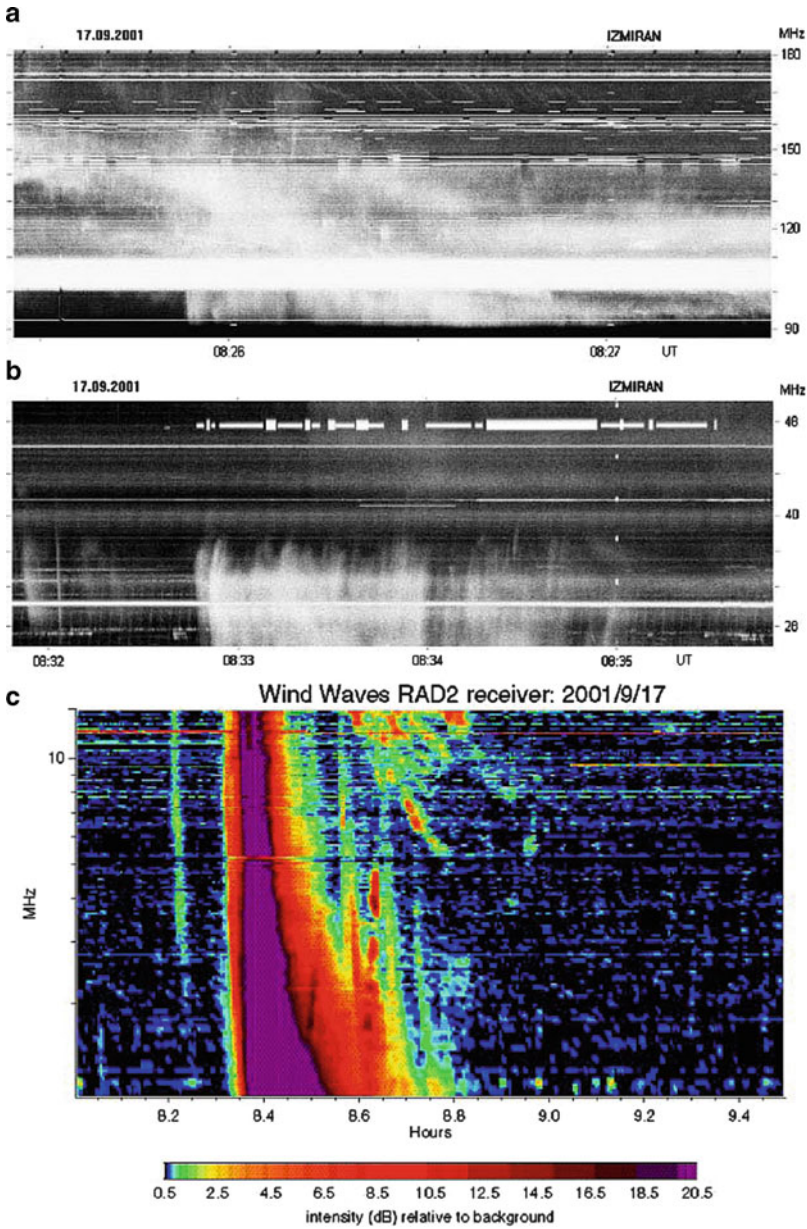 a
17.09.2001 IZMIRAN MHz
180
150
120
90
08:26 08:27 UT
b
17.09.2001 IZMIRAN MHz
48
40
28
08:32 08:33 08:34 08:35 UT
c
Wind Waves RAD2 receiver: 2001/9/17
10
MHz
8.2 8.4 8.6 8.8 9.0 9.2 9.4
Hours
0.5 2.5 4.5 6.5 8.5 10.5 12.5 14.5 16.5 18.5 20.5
intensity (dB) relative to background